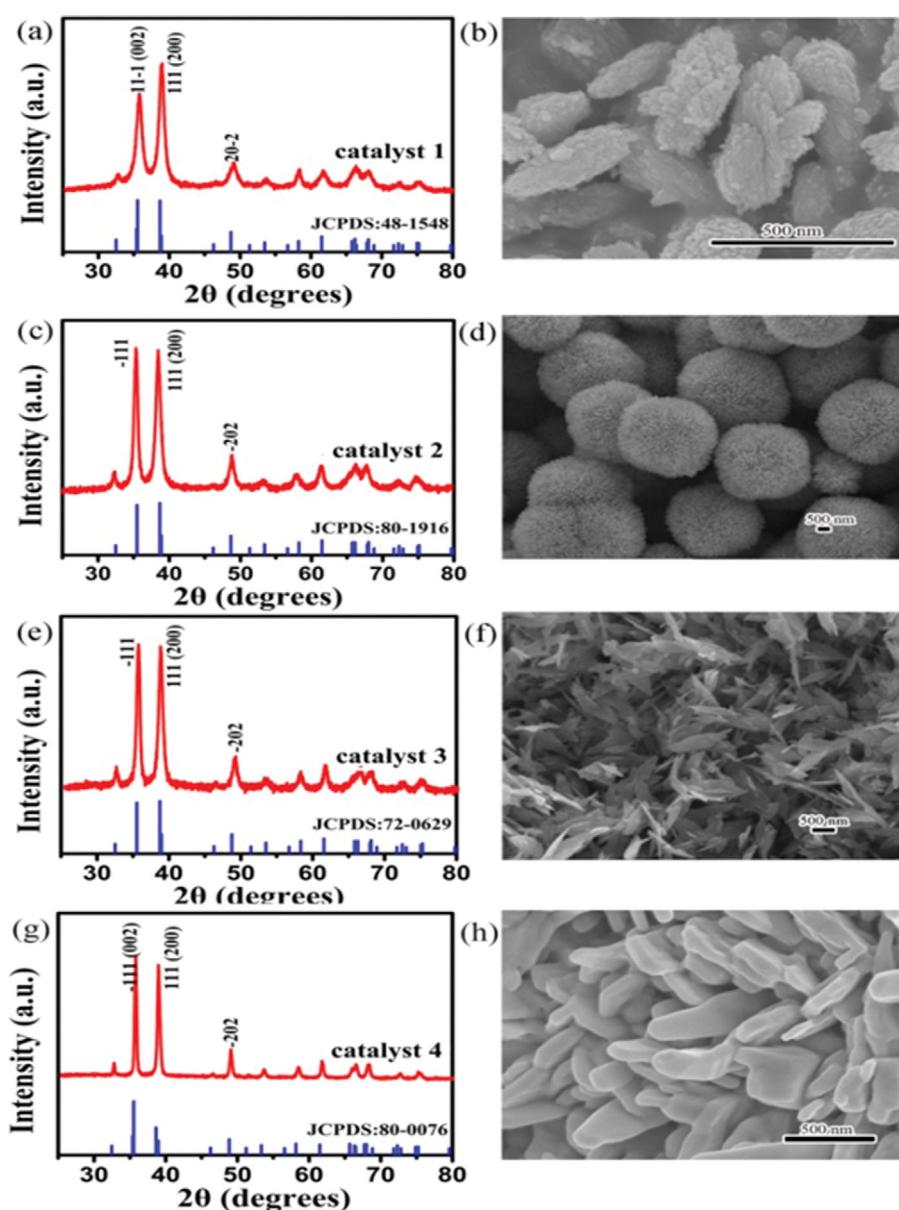 (a)
Intensity (a.u.)
11-1 (002)
111 (200)
20-2
catalyst 1
JCPDS:48-1548
30 40 50 60 70 80
2θ (degrees)
(b)
500 nm
(c)
Intensity (a.u.)
-111
111 (200)
-202
catalyst 2
JCPDS:80-1916
30 40 50 60 70 80
2θ (degrees)
(d)
500 nm
(e)
Intensity (a.u.)
-111
111 (200)
-202
catalyst 3
JCPDS:72-0629
30 40 50 60 70 80
2θ (degrees)
(f)
500 nm
(g)
Intensity (a.u.)
-111 (002)
111 (200)
-202
catalyst 4
JCPDS:80-0076
30 40 50 60 70 80
2θ (degrees)
(h)
500 nm